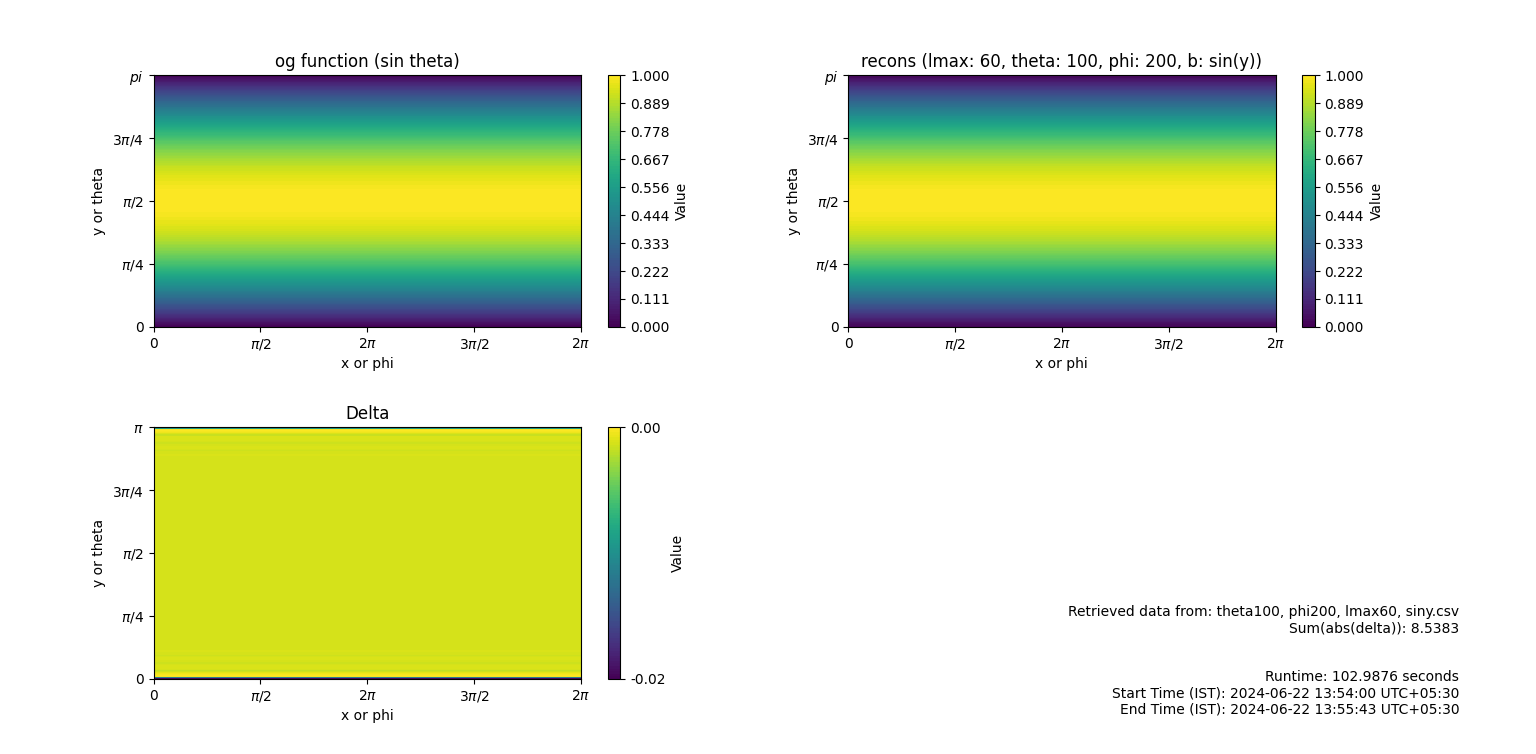 og function (sin theta)
pi
3π/4
π/2
π/4
0
y or theta
0
π/2
2π
3π/2
2π
x or phi
1.000
0.889
0.778
0.667
0.556
0.444
0.333
0.222
0.111
0.000
Value
recons (lmax: 60, theta: 100, phi: 200, b: sin(y))
pi
3π/4
π/2
π/4
0
y or theta
0
π/2
2π
3π/2
2π
x or phi
1.000
0.889
0.778
0.667
0.556
0.444
0.333
0.222
0.111
0.000
Value
Delta
π
3π/4
π/2
π/4
0
y or theta
0
π/2
2π
3π/2
2π
x or phi
0.00
-0.02
Value
Retrieved data from: theta100, phi200, lmax60, siny.csv
Sum(abs(delta)): 8.5383
Runtime: 102.9876 seconds
Start Time (IST): 2024-06-22 13:54:00 UTC+05:30
End Time (IST): 2024-06-22 13:55:43 UTC+05:30